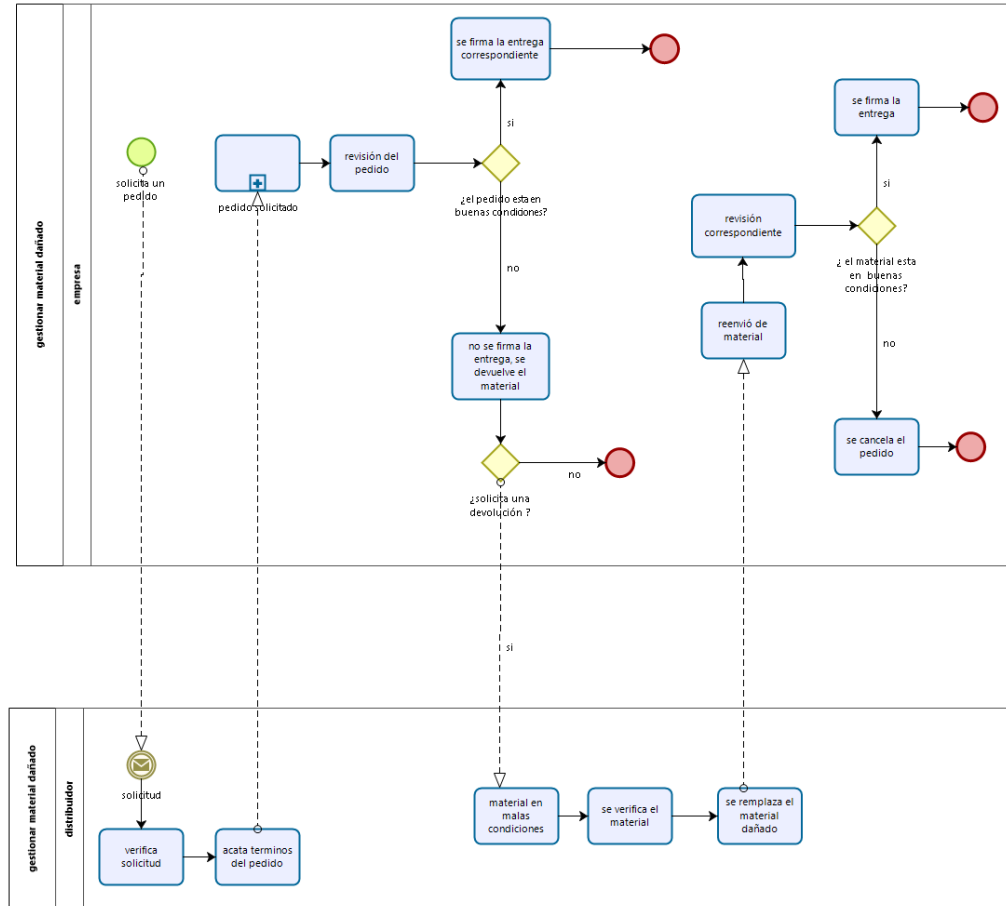 gestionar material dañado
empresa
solicita un
pedido
pedido solicitado
revisión del
pedido
se firma la entrega
correspondiente
si
¿el pedido esta en
buenas condiciones?
no
no se firma la
entrega, se
devuelve el
material
¿solicita una
devolución ?
no
si
se firma la
entrega
si
revisión
correspondiente
¿ el material esta
en buenas
condiciones?
reenvió de
material
no
se cancela el
pedido
gestionar material dañado
distribuidor
solicitud
verifica
solicitud
acata terminos
del pedido
material en
malas
condiciones
se verifica el
material
se remplaza el
material
dañado